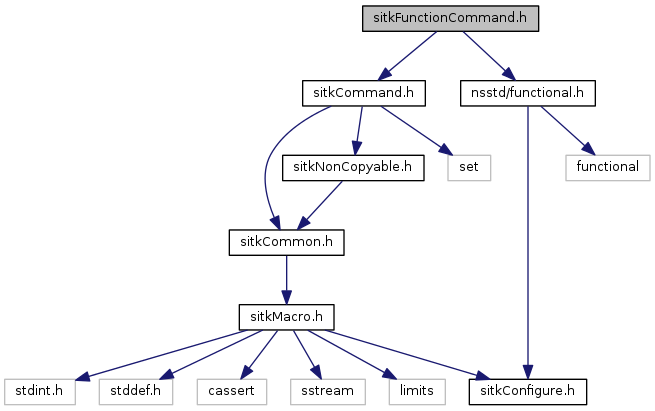 sitkFunctionCommand.h
sitkCommand.h
nsstd/functional.h
sitkNonCopyable.h
set
functional
sitkCommon.h
sitkMacro.h
stdint.h
stddef.h
cassert
sstream
limits
sitkConfigure.h